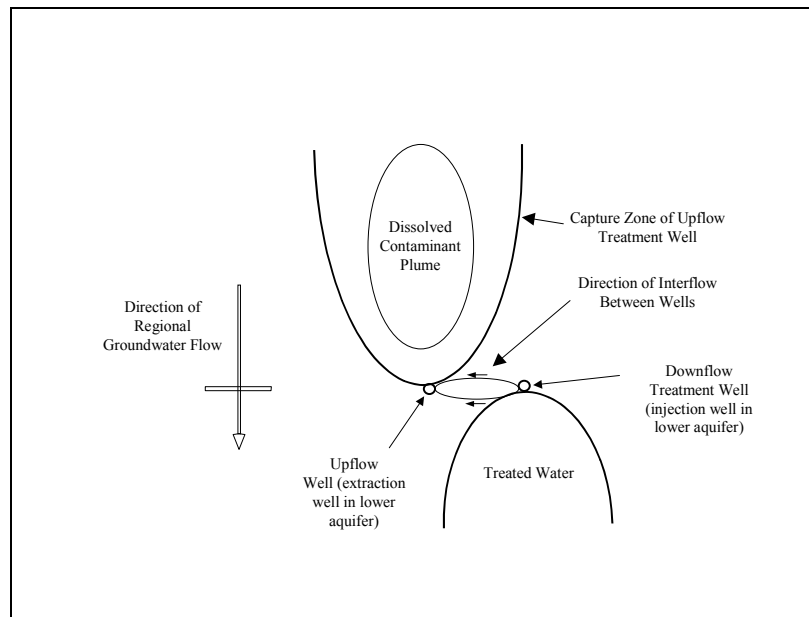 Dissolved
Contaminant
Plume
Capture Zone of Upflow
Treatment Well
Direction of Interflow
Between Wells
Direction of
Regional
Groundwater Flow
Downflow
Treatment Well
(injection well in
lower aquifer)
Upflow
Well (extraction
well in lower
aquifer)
Treated Water